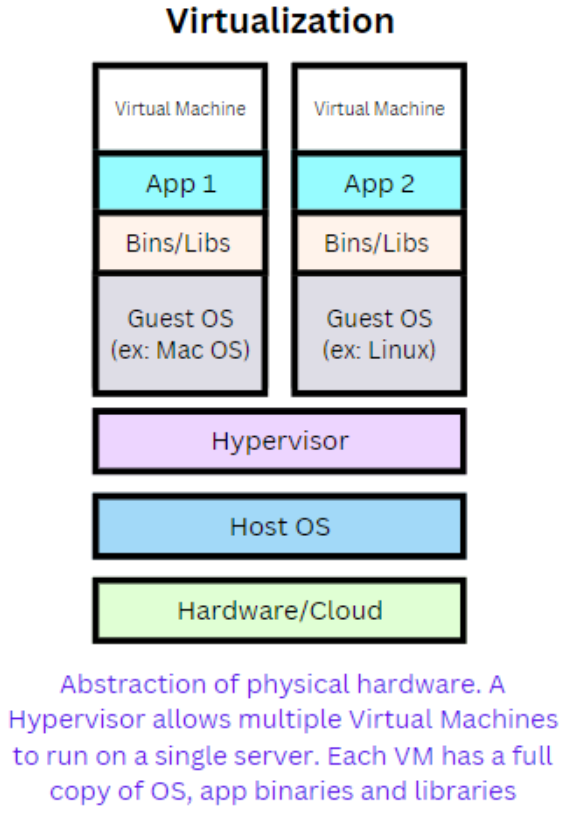 Virtualization
Virtual Machine
App 1
Bins/Libs
Guest OS
(ex: Mac OS)
Virtual Machine
App 2
Bins/Libs
Guest OS
(ex: Linux)
Hypervisor
Host OS
Hardware/Cloud
Abstraction of physical hardware. A
Hypervisor allows multiple Virtual Machines
to run on a single server. Each VM has a full
copy of OS, app binaries and libraries